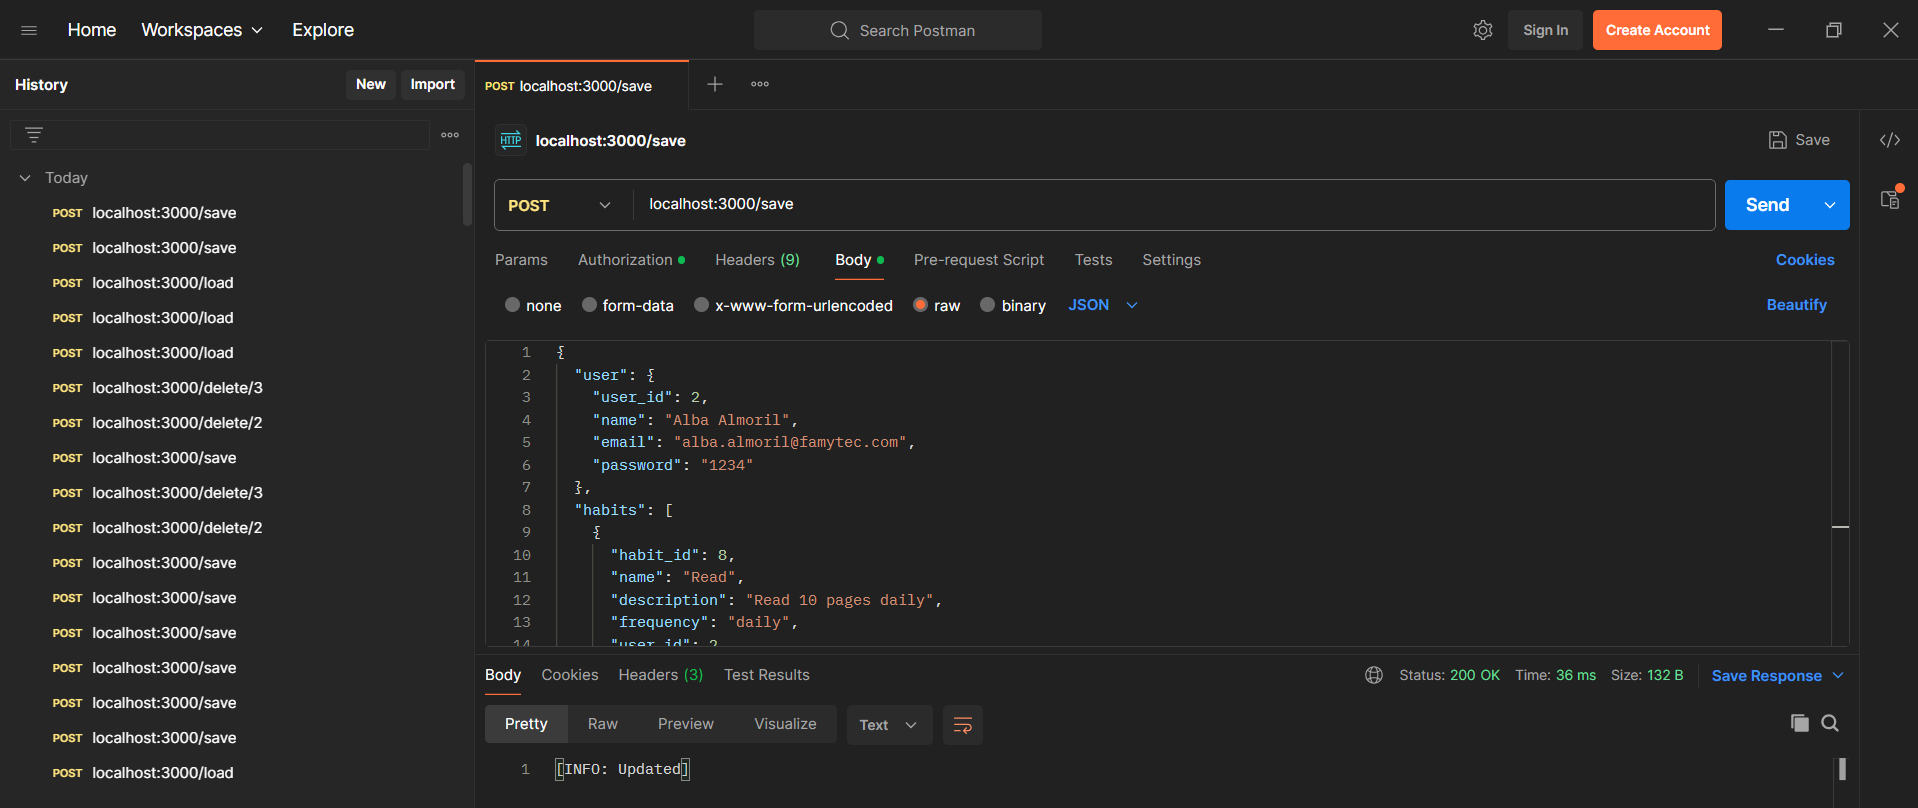 Home Workspaces Explore Search Postman Sign In Create Account
History New Import
POST localhost:3000/save
HTTP localhost:3000/save Save
Today
POST localhost:3000/save
POST localhost:3000/save
POST localhost:3000/load
POST localhost:3000/load
POST localhost:3000/load
POST localhost:3000/delete/3
POST localhost:3000/delete/2
POST localhost:3000/save
POST localhost:3000/delete/3
POST localhost:3000/delete/2
POST localhost:3000/save
POST localhost:3000/save
POST localhost:3000/save
POST localhost:3000/save
POST localhost:3000/save
POST localhost:3000/save
POST localhost:3000/load
POST localhost:3000/save Send
Params Authorization Headers (9) Body Pre-request Script Tests Settings Cookies
none form-data x-www-form-urlencoded raw binary JSON Beautify
1 {
2 "user": {
3 "user_id": 2,
4 "name": "Alba Almoril",
5 "email": "alba.almoril@famytec.com",
6 "password": "1234"
7 },
8 "habits": [
9 {
10 "habit_id": 8,
11 "name": "Read",
12 "description": "Read 10 pages daily",
13 "frequency": "daily",
14 "user_id": 2
Body Cookies Headers (3) Test Results Status: 200 OK Time: 36 ms Size: 132 B Save Response
Pretty Raw Preview Visualize Text
1 [INFO: Updated]